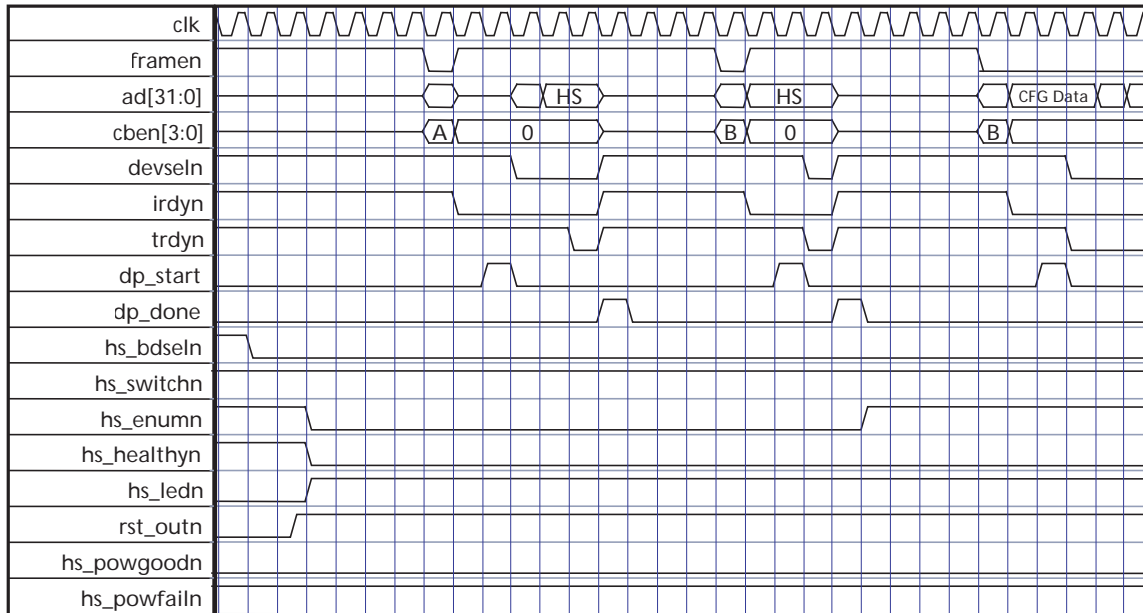 clk
framen
ad[31:0] HS HS CFG Data
cben[3:0] A 0 B 0 B
devseln
irdyn
trdyn
dp_start
dp_done
hs_bdseln
hs_switchn
hs_enumn
hs_healthyn
hs_ledn
rst_outn
hs_powgoodn
hs_powfailn